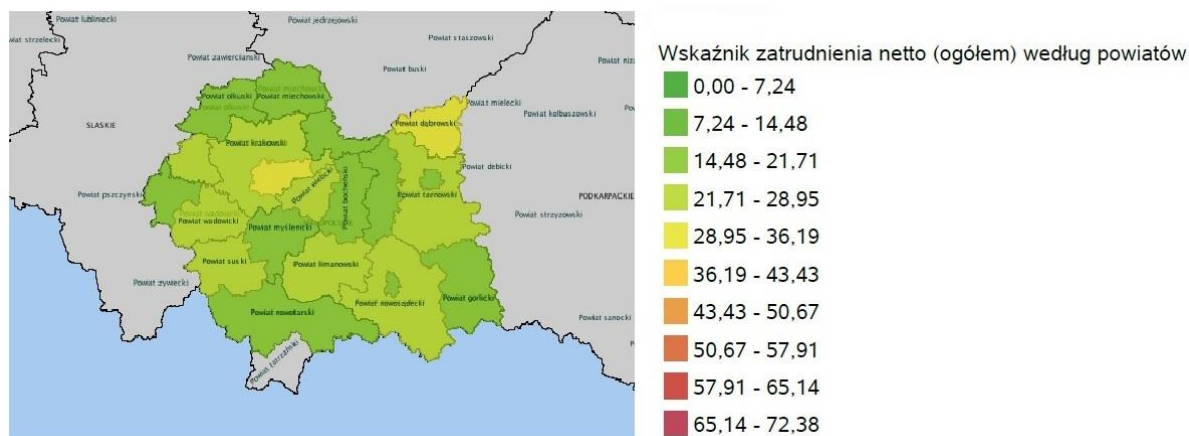 Powiat lubliniecki
Powiat jędrzejowski
Powiat staszowski
Powiat zawierciański
Powiat buski
Powiat olkuski
Powiat miechowski
Powiat mielecki
Powiat kolbuszowski
Powiat dąbrowski
ŚLĄSKIE
Powiat krakowski
Powiat dębicki
Powiat pszczyński
Powiat wielicki
Powiat bocheński
Powiat tarnowski
PODKARPACKIE
Powiat wadowicki
Powiat strzyżowski
Powiat myślenicki
Powiat suski
Powiat limanowski
Powiat żywiecki
Powiat nowosądecki
Powiat gorlicki
Powiat nowotarski
Powiat sanocki
Powiat tatrzański
Wskaźnik zatrudnienia netto (ogółem) według powiatów
0,00 - 7,24
7,24 - 14,48
14,48 - 21,71
21,71 - 28,95
28,95 - 36,19
36,19 - 43,43
43,43 - 50,67
50,67 - 57,91
57,91 - 65,14
65,14 - 72,38